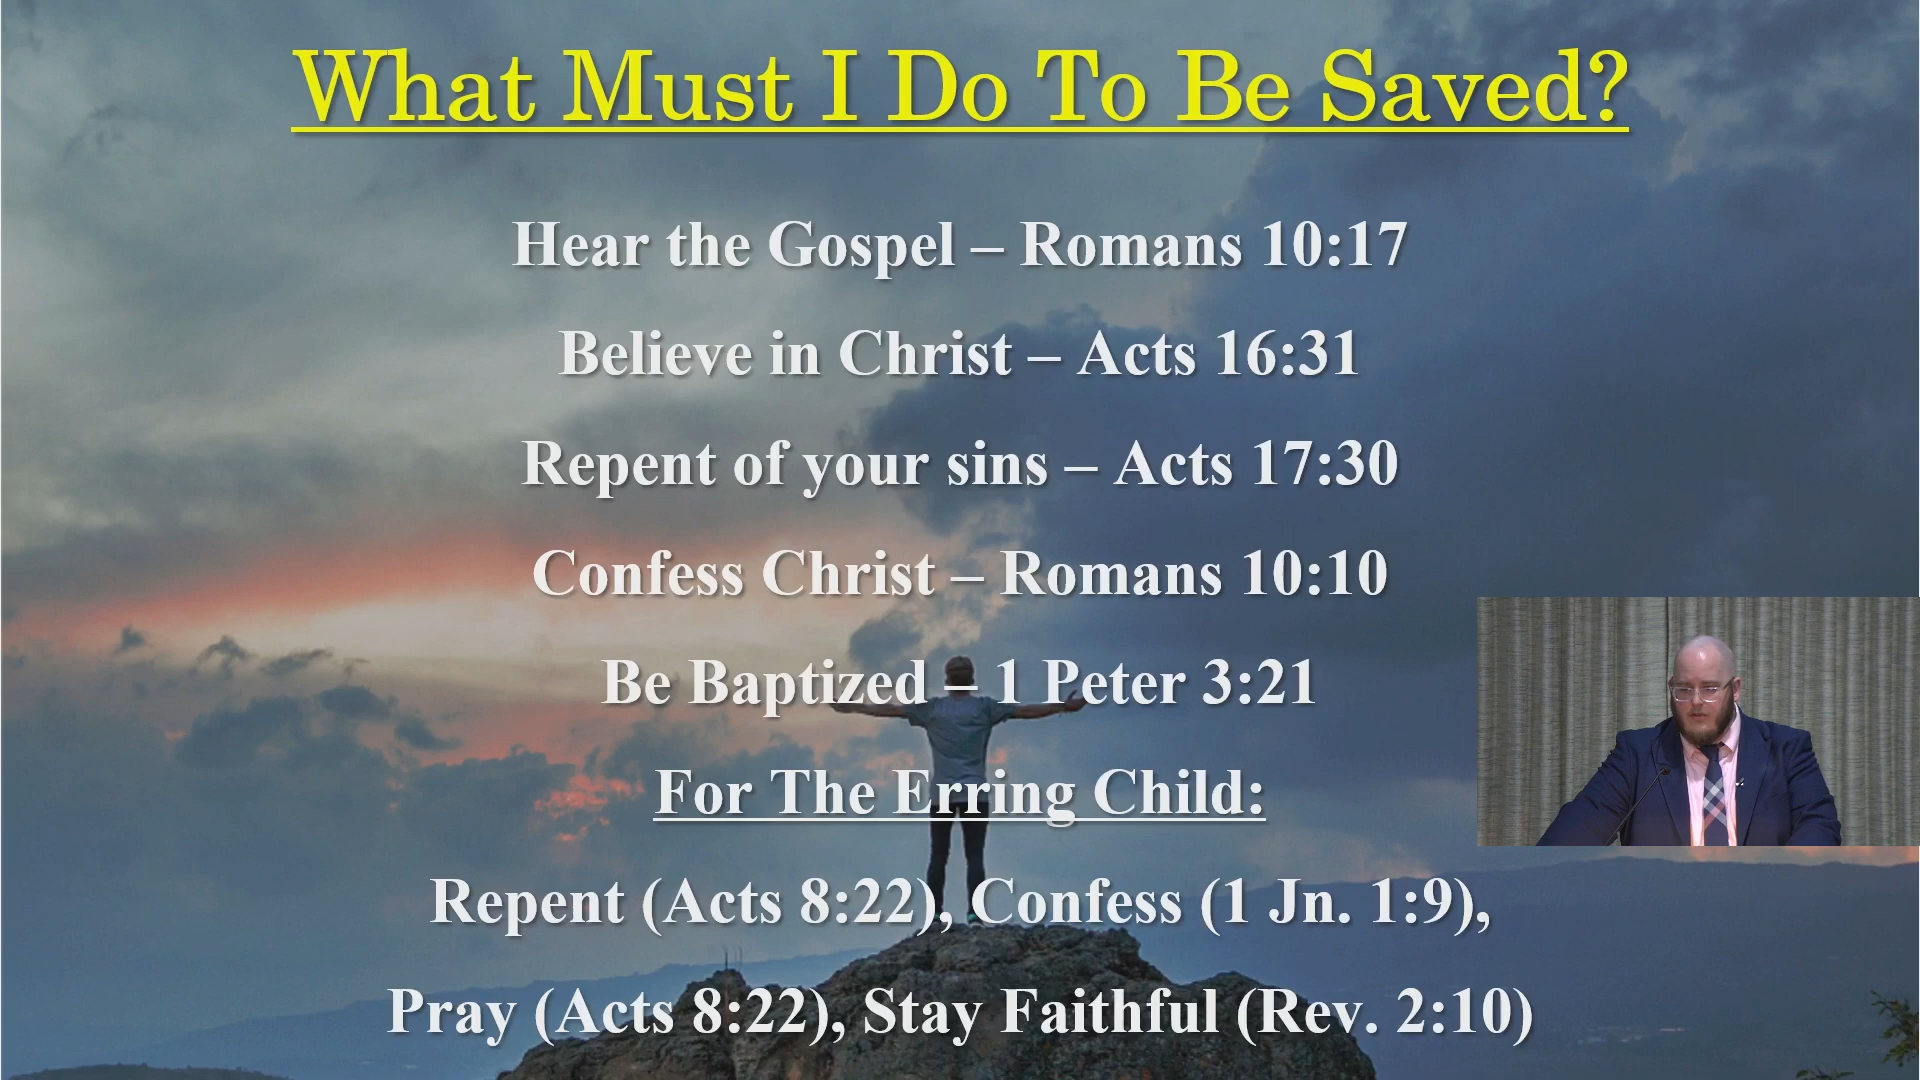 What Must I Do To Be Saved?
Hear the Gospel – Romans 10:17
Believe in Christ – Acts 16:31
Repent of your sins – Acts 17:30
Confess Christ – Romans 10:10
Be Baptized – 1 Peter 3:21
For The Erring Child:
Repent (Acts 8:22), Confess (1 Jn. 1:9),
Pray (Acts 8:22), Stay Faithful (Rev. 2:10)